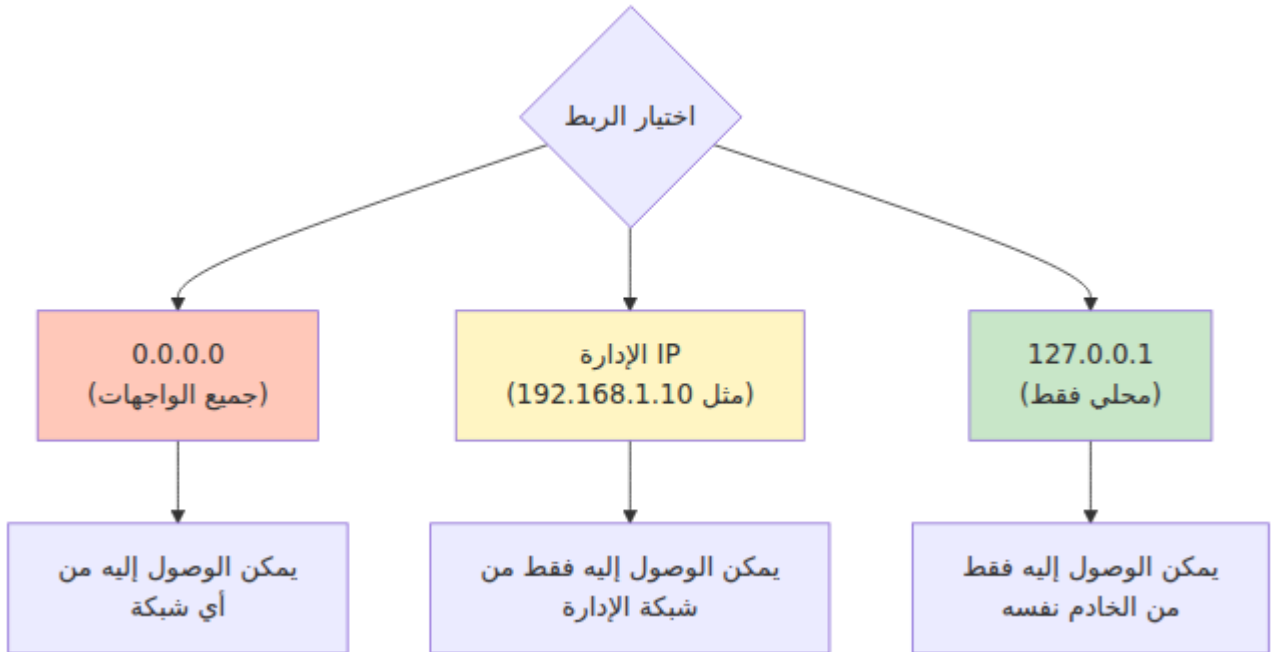 اختيار الربط
0.0.0.0
(جميع الواجهات)
IP الإدارة
(مثل 192.168.1.10)
127.0.0.1
(محلي فقط)
يمكن الوصول إليه من
أي شبكة
يمكن الوصول إليه فقط من
شبكة الإدارة
يمكن الوصول إليه فقط
من الخادم نفسه